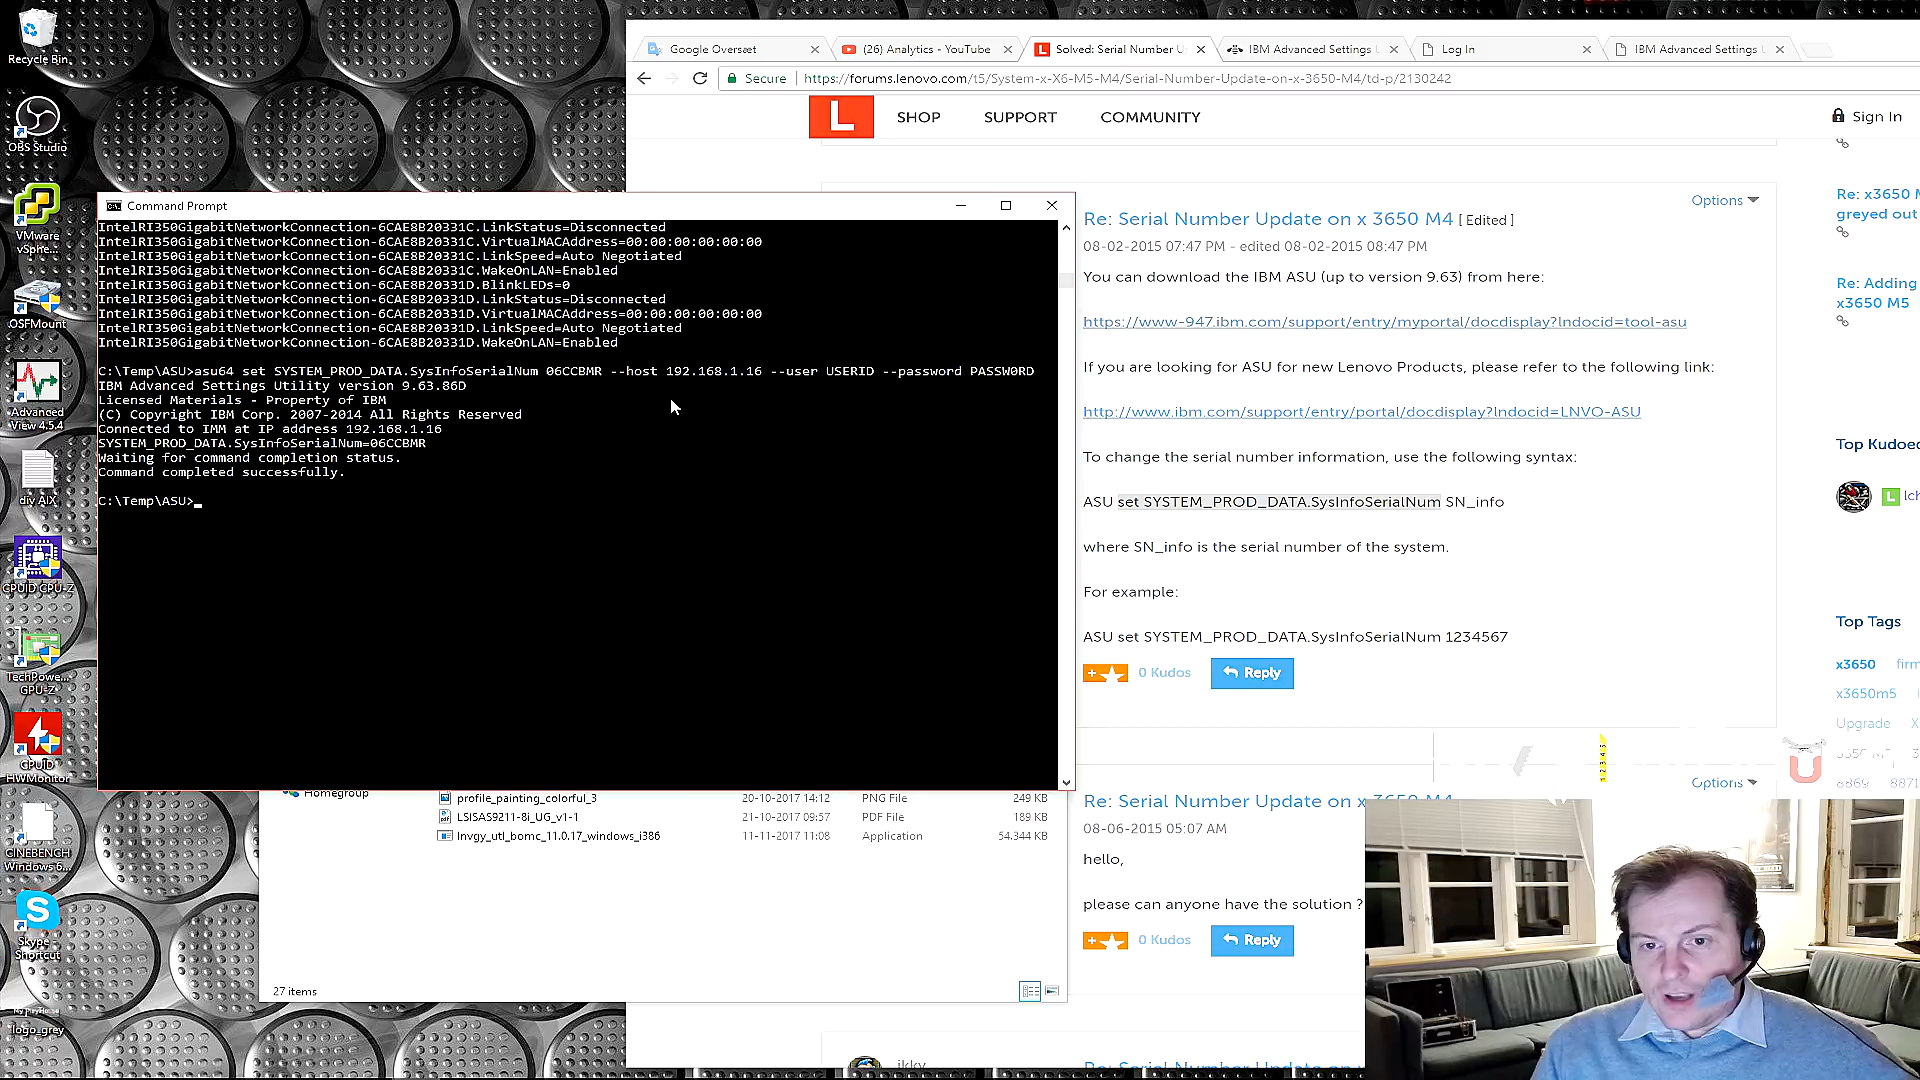 Recycle Bin
OBS Studio
VMware
vSphe...
OSFMount
Advanced
View 4.5.4
diy AIX
CPUID CPU-Z
TechPowe...
GPU-Z
CPUID
HWMonitor
CINEBENCH
Windows 6...
Skype -
Shortcut
logo_grey
Google Oversæt
(26) Analytics - YouTube
Solved: Serial Number U
IBM Advanced Settings
Log In
IBM Advanced Settings
Secure
https://forums.lenovo.com/t5/System-x-X6-M5-M4/Serial-Number-Update-on-x-3650-M4/td-p/2130242
L
SHOP
SUPPORT
COMMUNITY
Sign In
Command Prompt
IntelRI350GigabitNetworkConnection-6CAE8B20331C.LinkStatus=Disconnected
IntelRI350GigabitNetworkConnection-6CAE8B20331C.VirtualMACAddress=00:00:00:00:00:00
IntelRI350GigabitNetworkConnection-6CAE8B20331C.LinkSpeed=Auto Negotiated
IntelRI350GigabitNetworkConnection-6CAE8B20331C.WakeOnLAN=Enabled
IntelRI350GigabitNetworkConnection-6CAE8B20331D.BlinkLEDs=0
IntelRI350GigabitNetworkConnection-6CAE8B20331D.LinkStatus=Disconnected
IntelRI350GigabitNetworkConnection-6CAE8B20331D.VirtualMACAddress=00:00:00:00:00:00
IntelRI350GigabitNetworkConnection-6CAE8B20331D.LinkSpeed=Auto Negotiated
IntelRI350GigabitNetworkConnection-6CAE8B20331D.WakeOnLAN=Enabled
C:\Temp\ASU>asu64 set SYSTEM_PROD_DATA.SysInfoSerialNum 06CCBMR --host 192.168.1.16 --user USERID --password PASSW0RD
IBM Advanced Settings Utility version 9.63.86D
Licensed Materials - Property of IBM
(C) Copyright IBM Corp. 2007-2014 All Rights Reserved
Connected to IMM at IP address 192.168.1.16
SYSTEM_PROD_DATA.SysInfoSerialNum=06CCBMR
Waiting for command completion status.
Command completed successfully.
C:\Temp\ASU>
Homegroup
profile_painting_colorful_3 20-10-2017 14:12 PNG File 249 KB
LSISAS9211-8i_UG_v1-1 21-10-2017 09:57 PDF File 189 KB
lnvgy_utl_bomc_11.0.17_windows_i386 11-11-2017 11:08 Application 54.344 KB
27 items
Options
Re: Serial Number Update on x 3650 M4 [ Edited ]
08-02-2015 07:47 PM - edited 08-02-2015 08:47 PM
You can download the IBM ASU (up to version 9.63) from here:
https://www-947.ibm.com/support/entry/myportal/docdisplay?lndocid=tool-asu
If you are looking for ASU for new Lenovo Products, please refer to the following link:
http://www.ibm.com/support/entry/portal/docdisplay?lndocid=LNVO-ASU
To change the serial number information, use the following syntax:
ASU set SYSTEM_PROD_DATA.SysInfoSerialNum SN_info
where SN_info is the serial number of the system.
For example:
ASU set SYSTEM_PROD_DATA.SysInfoSerialNum 1234567
0 Kudos
Reply
Options
Re: Serial Number Update on x 3650 M4
08-06-2015 05:07 AM
hello,
please can anyone have the solution ?
0 Kudos
Reply
ikky
Re: Serial Number Update on
Re: x3650 M
greyed out
Re: Adding
x3650 M5
Top Kudoed
lch
Top Tags
x3650 firm
x3650m5
Upgrade X
8869 8871